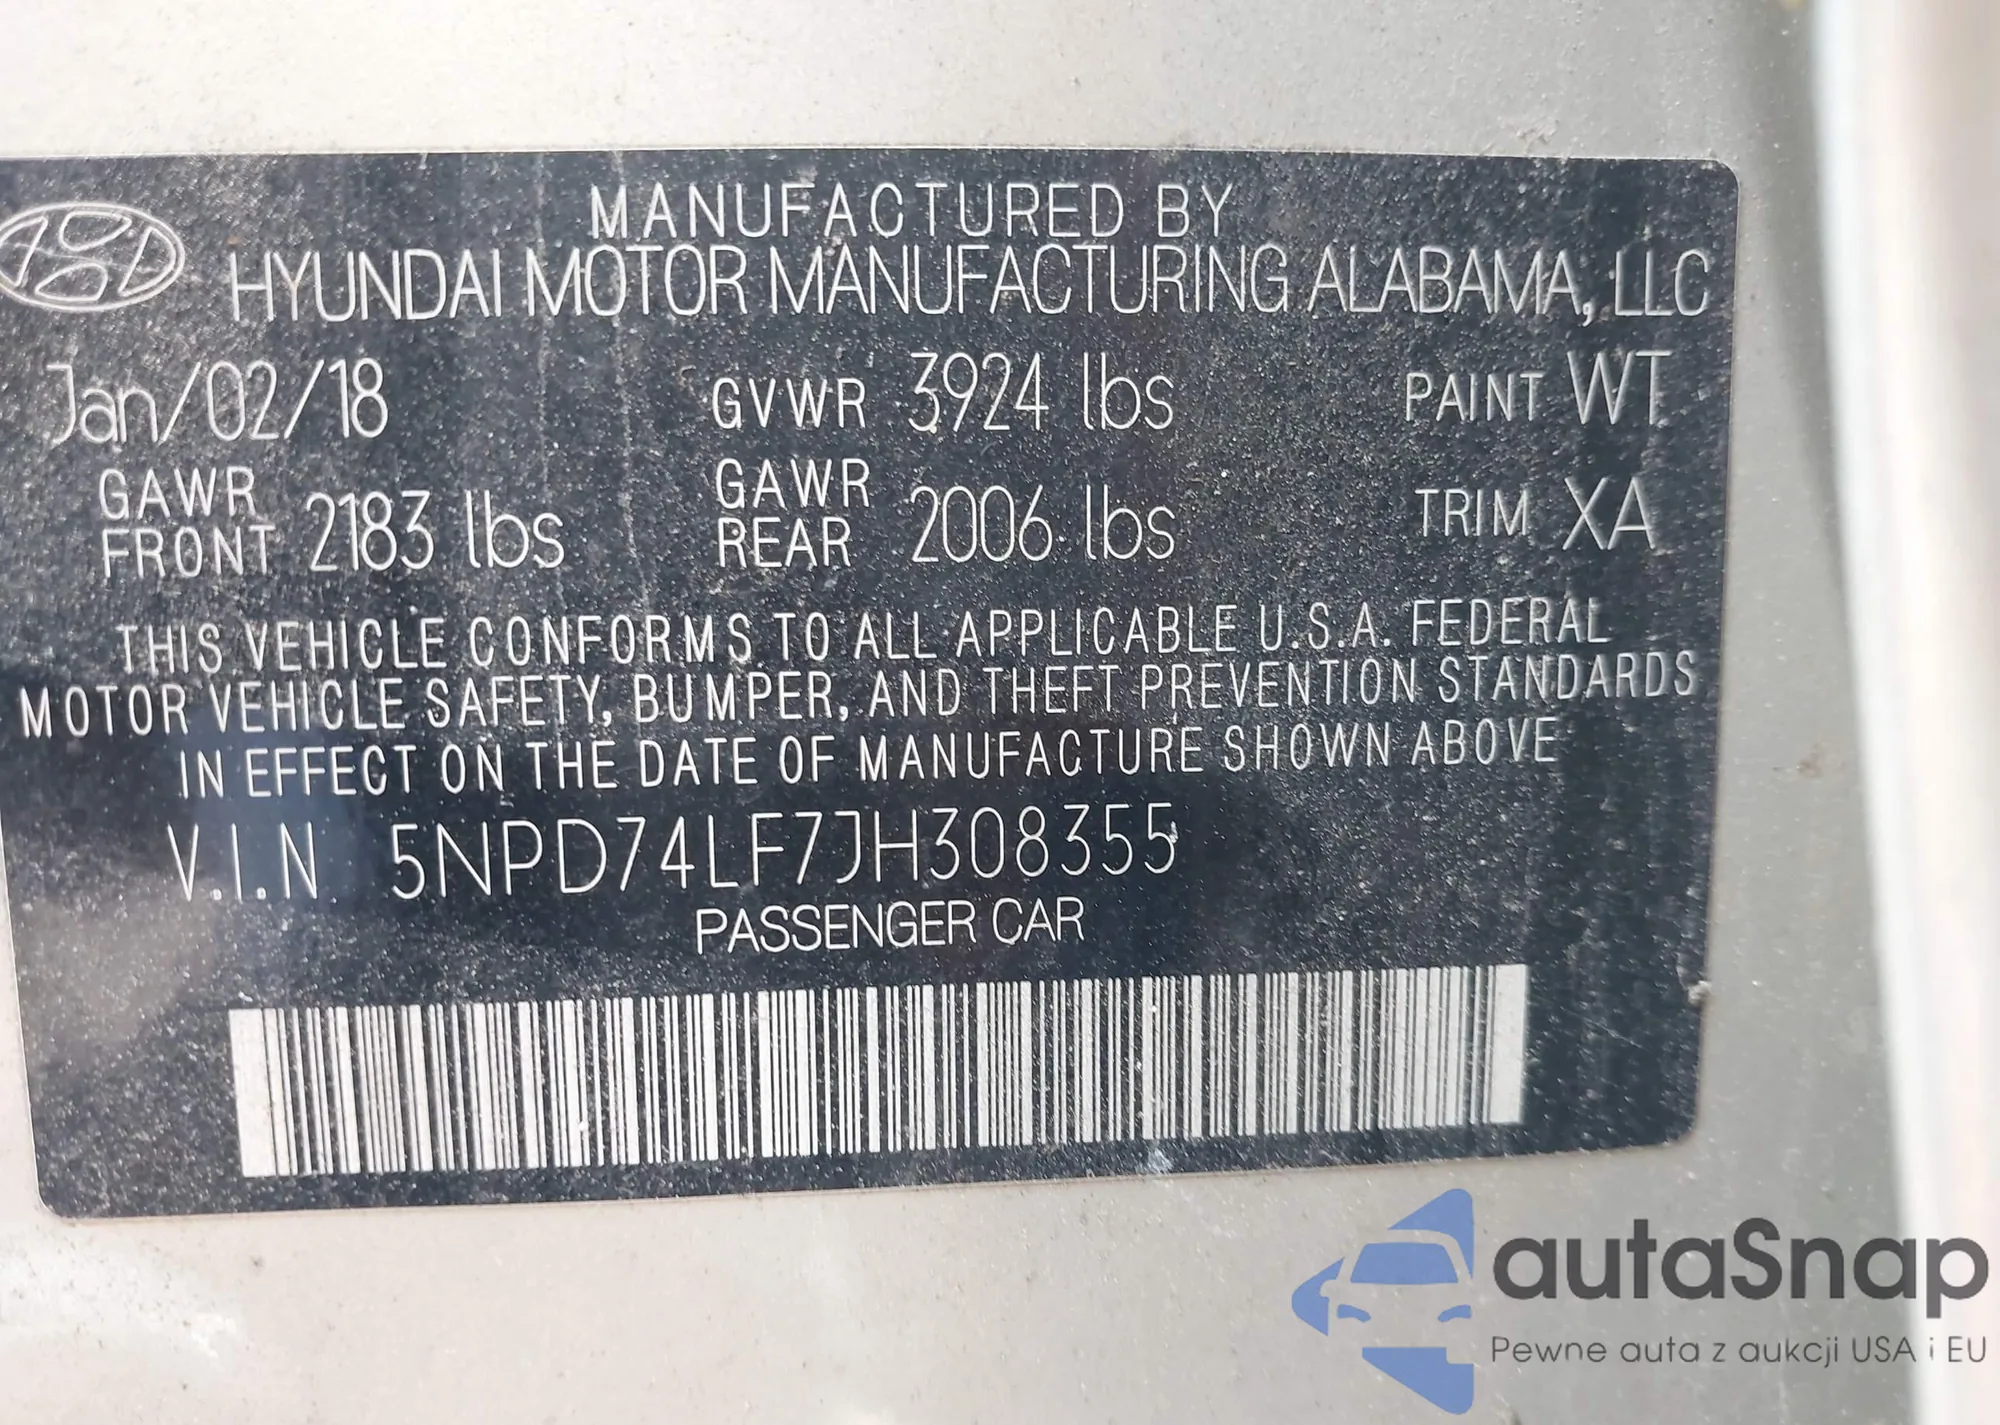 MANUFACTURED BY
HYUNDAI MOTOR MANUFACTURING ALABAMA, LLC
Jan/02/18 GVWR 3924 lbs PAINT WT
GAWR FRONT 2183 lbs GAWR REAR 2006 lbs TRIM XA
THIS VEHICLE CONFORMS TO ALL APPLICABLE U.S.A. FEDERAL
MOTOR VEHICLE SAFETY, BUMPER, AND THEFT PREVENTION STANDARDS
IN EFFECT ON THE DATE OF MANUFACTURE SHOWN ABOVE
V.I.N 5NPD74LF7JH308355
PASSENGER CAR
autaSnap
Pewne auta z aukcji USA i EU